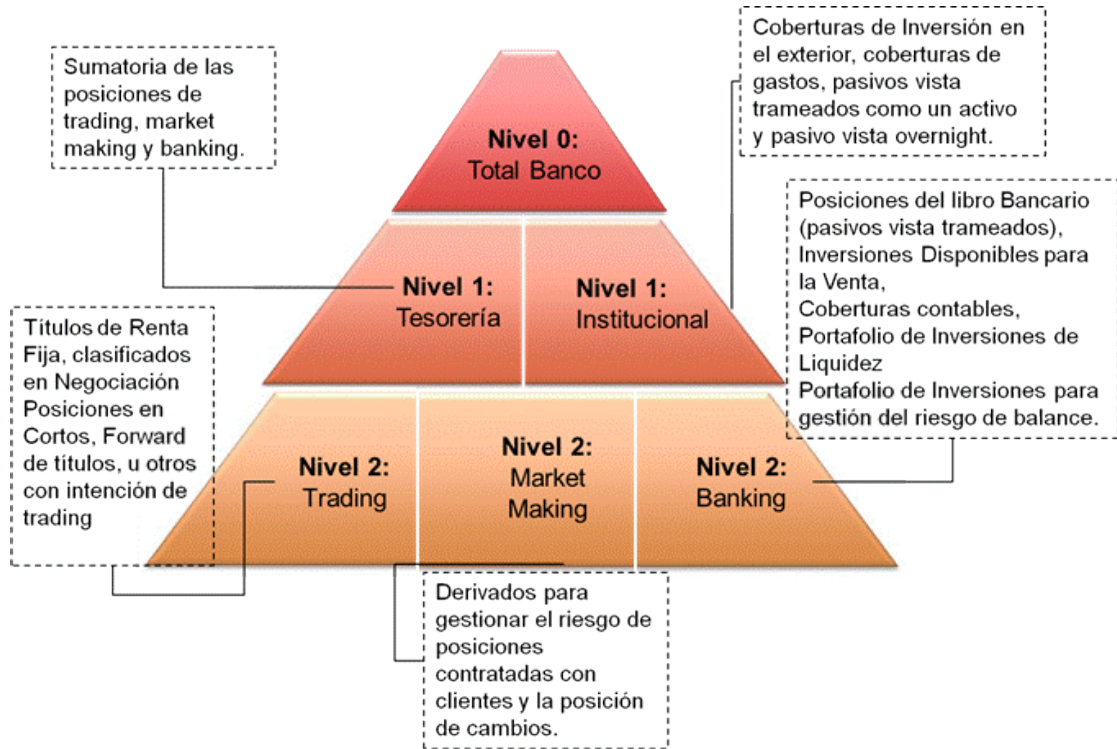 Sumatoria de las
posiciones de
trading, market
making y banking.
Coberturas de Inversión en
el exterior, coberturas de
gastos, pasivos vista
trameados como un activo
y pasivo vista overnight.
Nivel 0:
Total Banco
Nivel 1:
Tesorería
Nivel 1:
Institucional
Posiciones del libro Bancario
(pasivos vista trameados),
Inversiones Disponibles para
la Venta,
Coberturas contables,
Portafolio de Inversiones de
Liquidez
Portafolio de Inversiones para
gestión del riesgo de balance.
Títulos de Renta
Fija, clasificados
en Negociación
Posiciones en
Cortos, Forward
de títulos, u otros
con intención de
trading
Nivel 2:
Trading
Nivel 2:
Market
Making
Nivel 2:
Banking
Derivados para
gestionar el riesgo de
posiciones
contratadas con
clientes y la posición
de cambios.